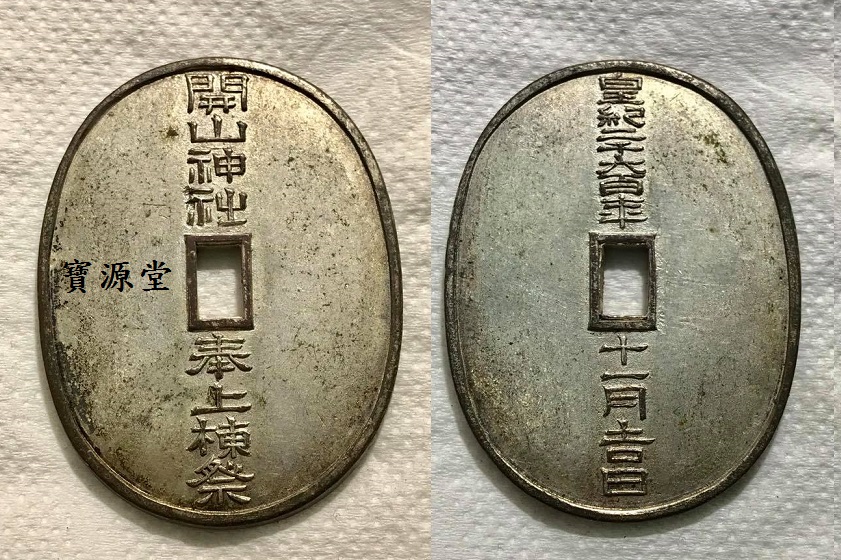 開山神社
奉上棟祭
寶源堂
皇紀二千六百年
十一月吉日